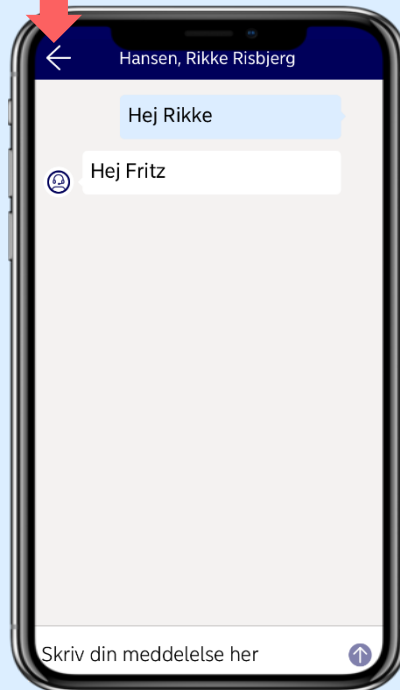 Hansen, Rikke Risbjerg
Hej Rikke
Hej Fritz
Skriv din meddelelse her